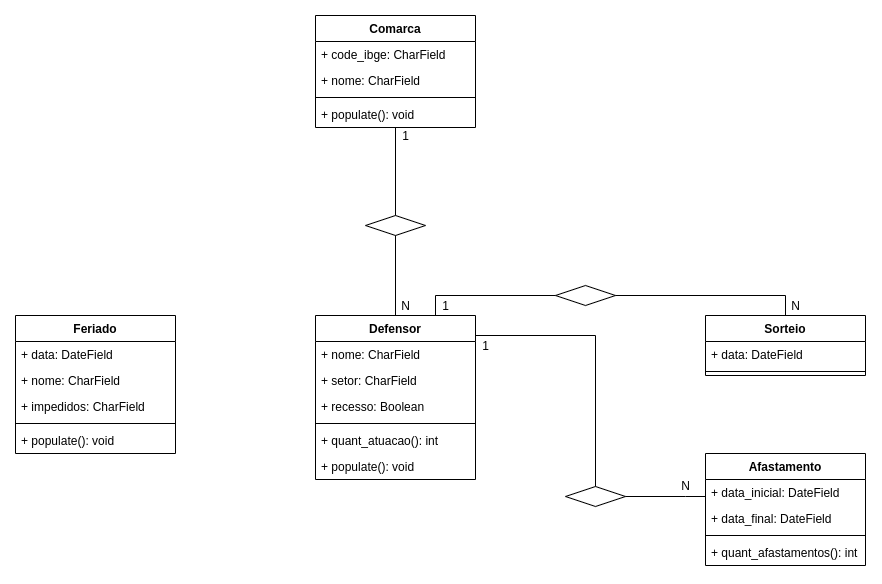 Comarca
+ code_ibge: CharField
+ nome: CharField
+ populate(): void
1
N
1
N
Feriado
+ data: DateField
+ nome: CharField
+ impedidos: CharField
+ populate(): void
Defensor
+ nome: CharField
+ setor: CharField
+ recesso: Boolean
+ quant_atuacao(): int
+ populate(): void
1
Sorteio
+ data: DateField
N
Afastamento
+ data_inicial: DateField
+ data_final: DateField
+ quant_afastamentos(): int